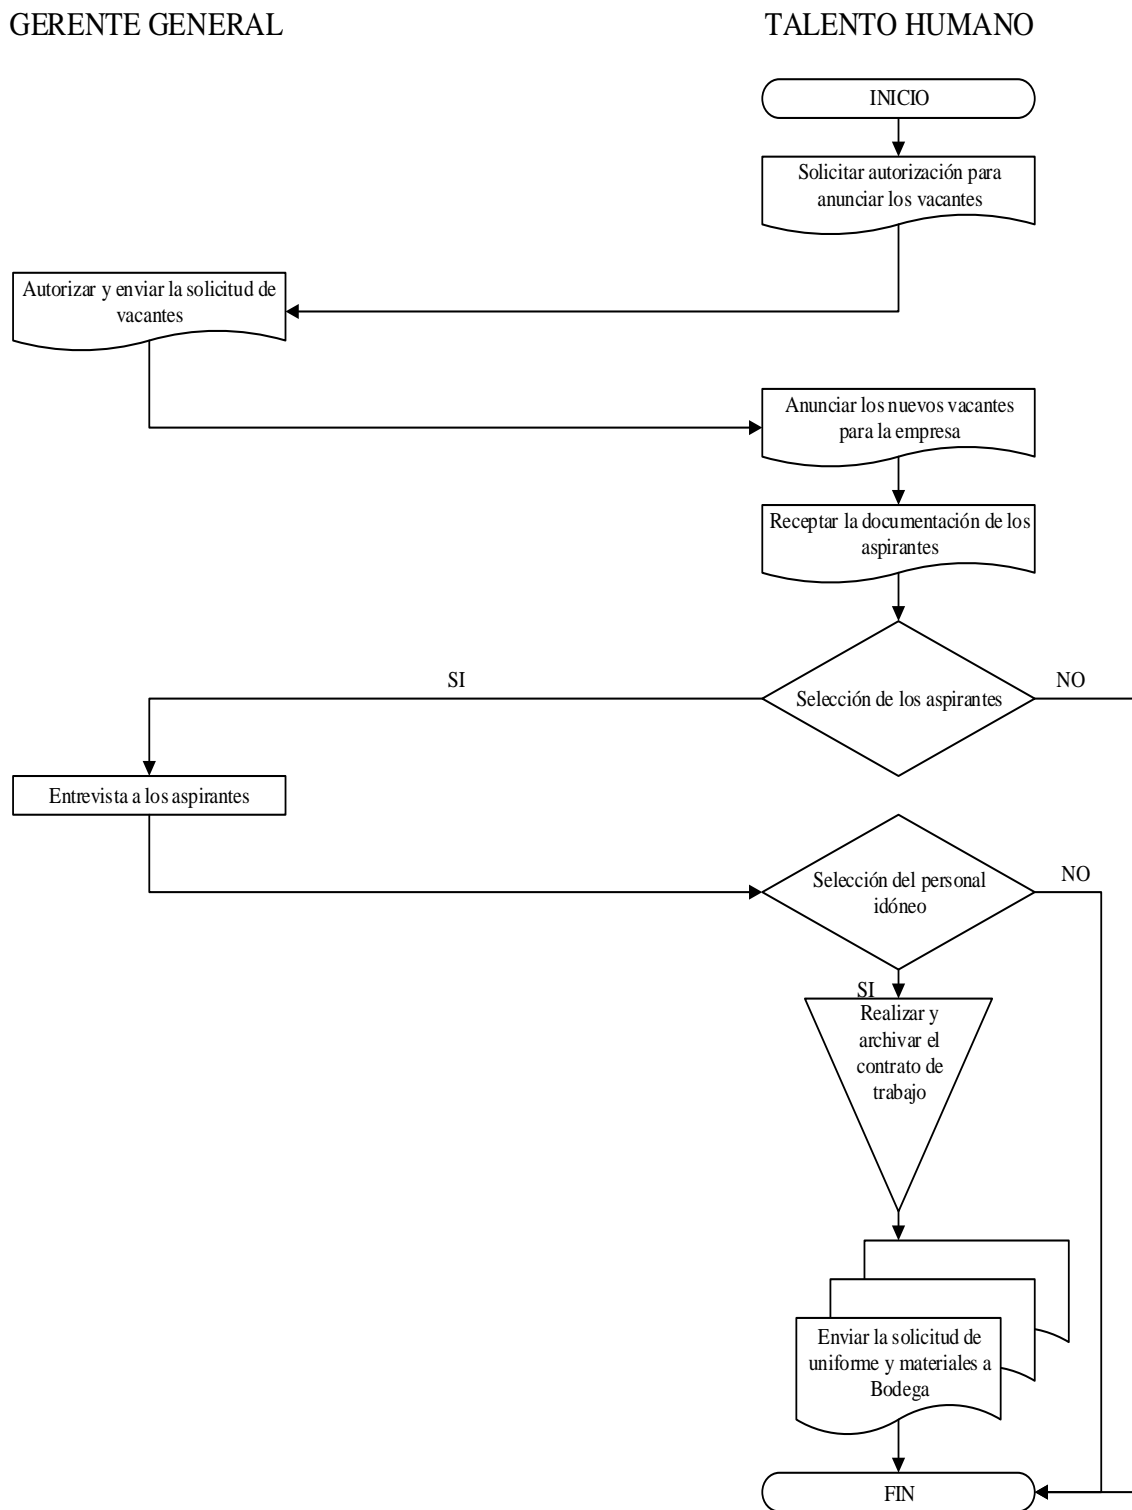 GERENTE GENERAL
TALENTO HUMANO
INICIO
Solicitar autorización para
anunciar los vacantes
Autorizar y enviar la solicitud de
vacantes
Anunciar los nuevos vacantes
para la empresa
Receptar la documentación de los
aspirantes
SI
Selección de los aspirantes
NO
Entrevista a los aspirantes
Selección del personal
idóneo
NO
SI
Realizar y
archivar el
contrato de
trabajo
Enviar la solicitud de
uniforme y materiales a
Bodega
FIN